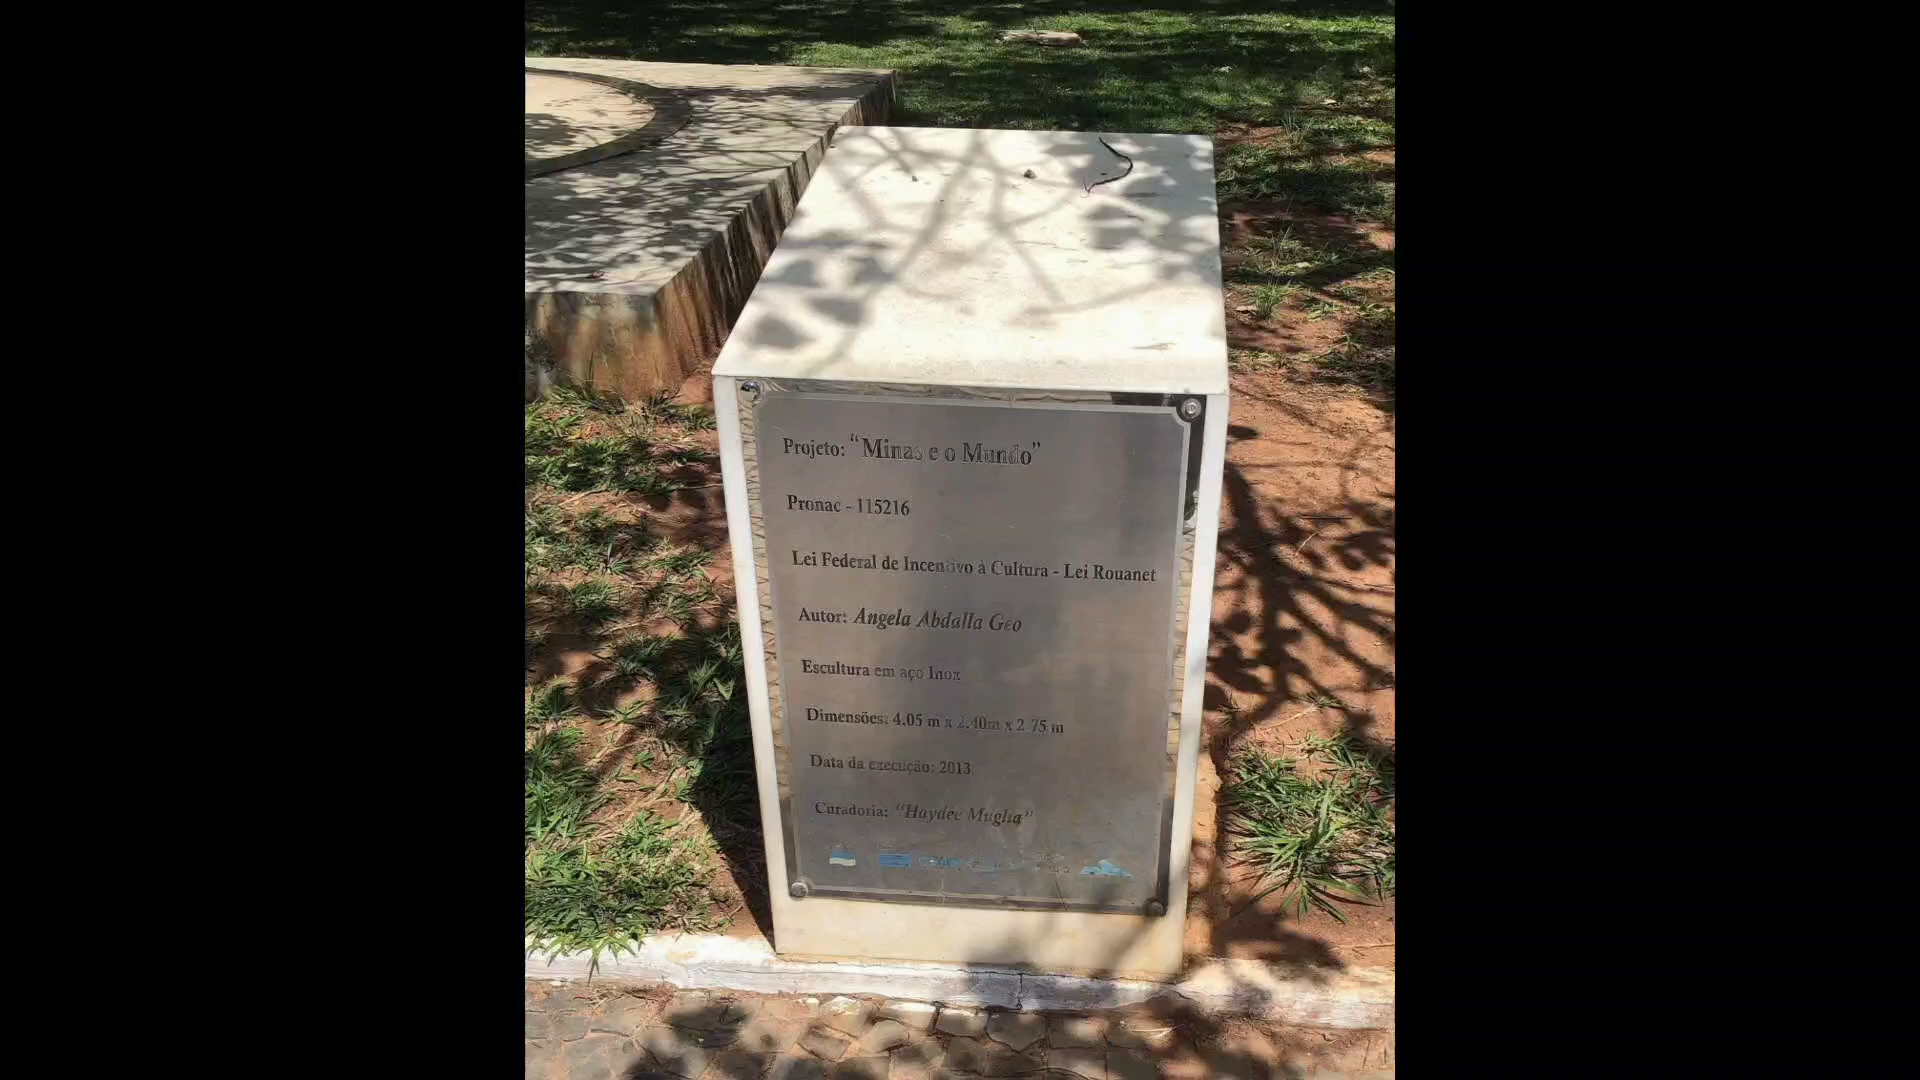 Projeto: “Minas e o Mundo”
Pronac - 115216
Lei Federal de Incentivo à Cultura - Lei Rouanet
Autor: Angela Abdalla Geo
Escultura em aço Inox
Dimensões: 4.05 m x 2.40m x 2.75 m
Data da execução: 2013
Curadoria: “Haydée Muglia”